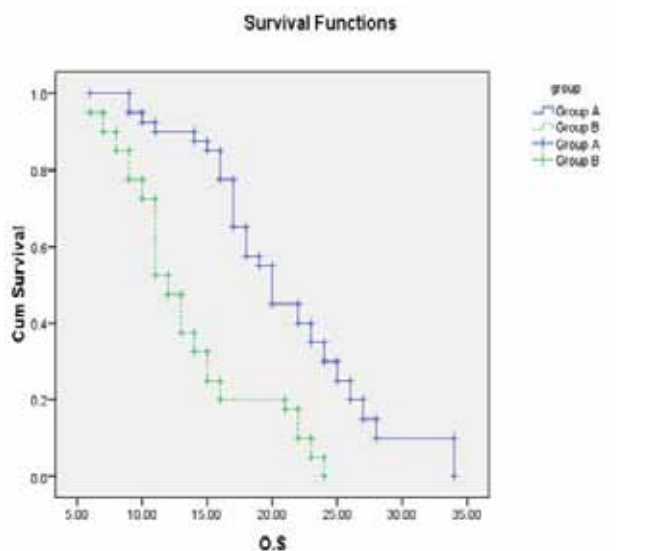 Survival Functions
group
Group A
Group B
Group A
Group B
Cum Survival
1.0
0.8
0.6
0.4
0.2
0.0
5.00 10.00 15.00 20.00 25.00 30.00 35.00
O.S